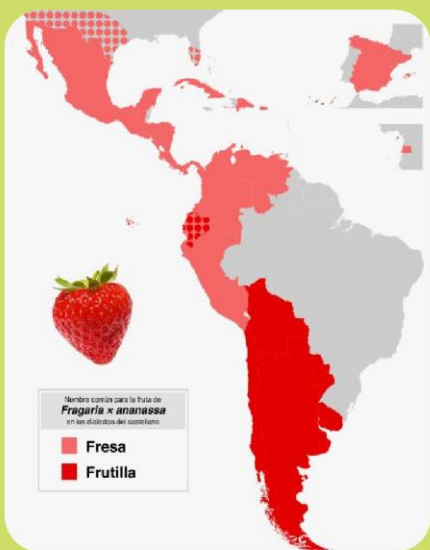 Nombre común para la fruta de
Fragaria × ananassa
en los dialectos del castellano
Fresa
Frutilla